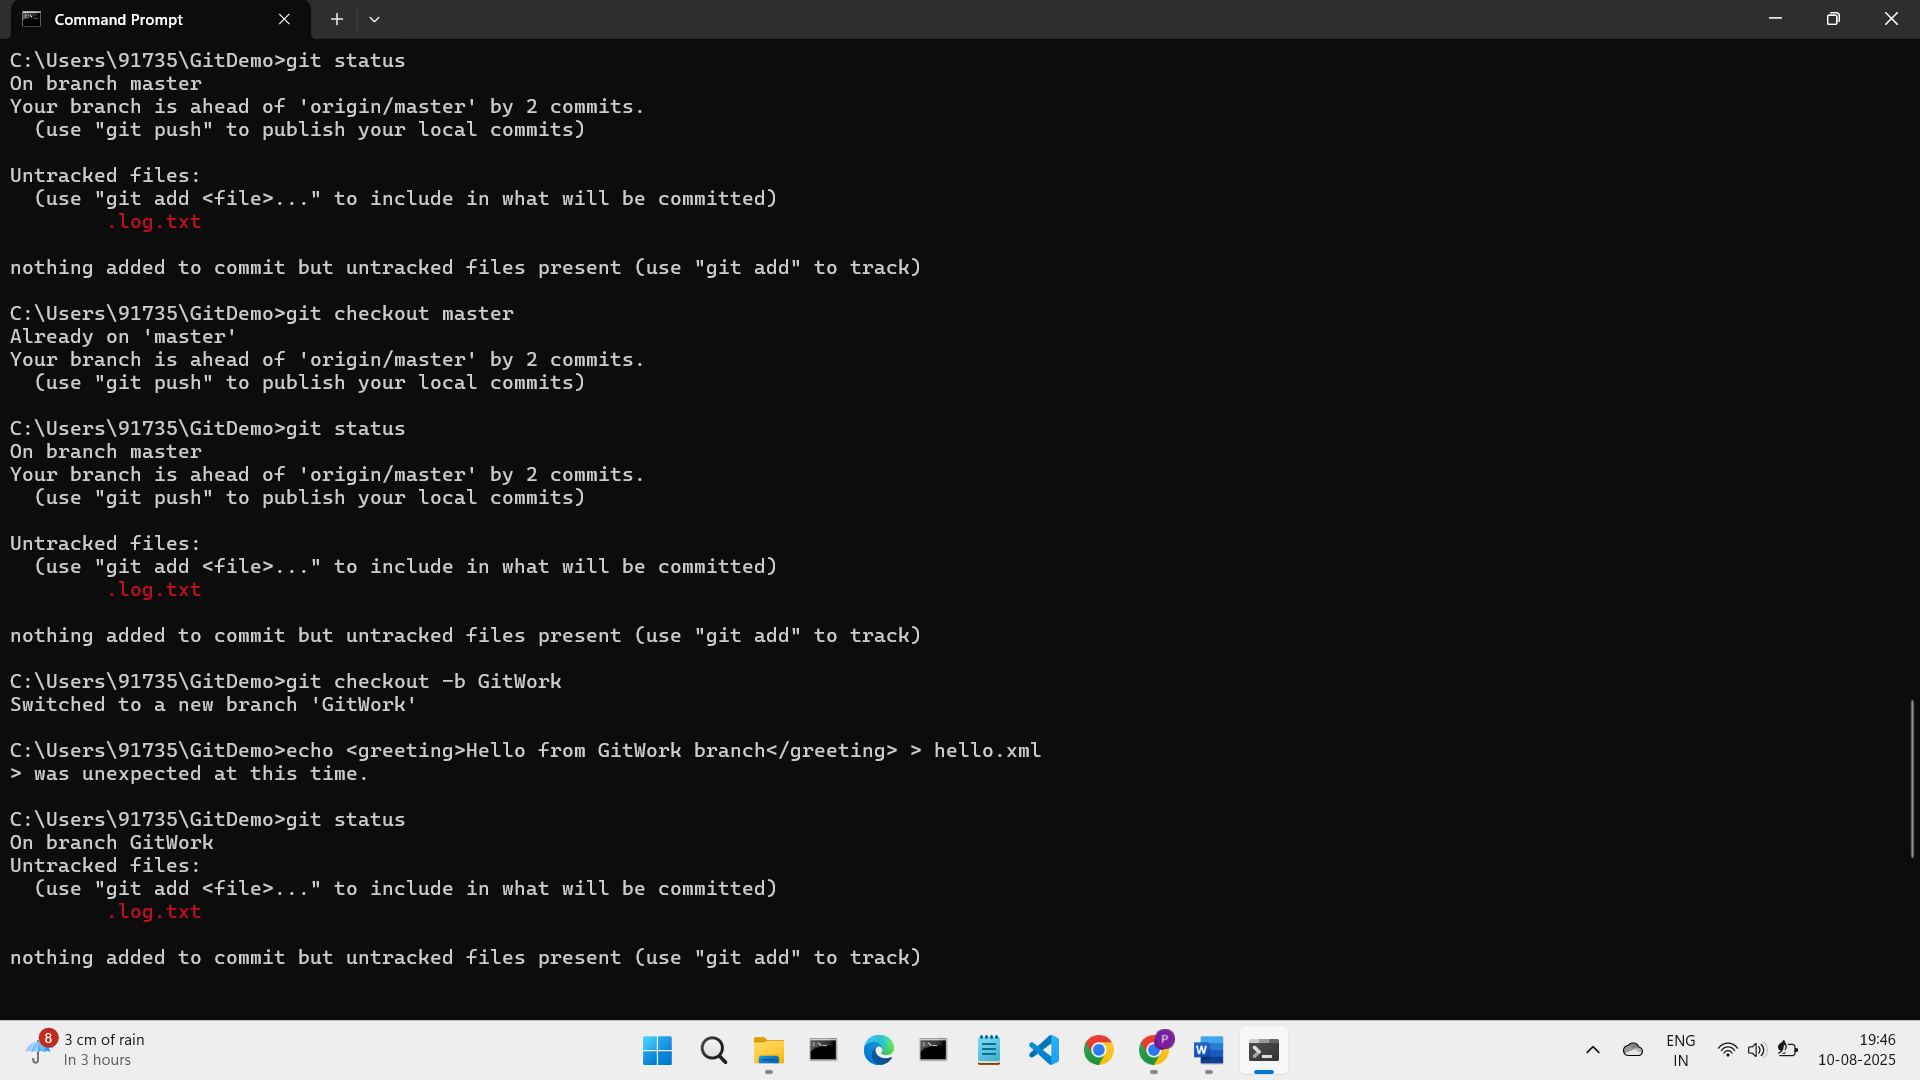 Command Prompt
C:\Users\91735\GitDemo>git status
On branch master
Your branch is ahead of 'origin/master' by 2 commits.
  (use "git push" to publish your local commits)
Untracked files:
  (use "git add <file>..." to include in what will be committed)
        .log.txt
nothing added to commit but untracked files present (use "git add" to track)
C:\Users\91735\GitDemo>git checkout master
Already on 'master'
Your branch is ahead of 'origin/master' by 2 commits.
  (use "git push" to publish your local commits)
C:\Users\91735\GitDemo>git status
On branch master
Your branch is ahead of 'origin/master' by 2 commits.
  (use "git push" to publish your local commits)
Untracked files:
  (use "git add <file>..." to include in what will be committed)
        .log.txt
nothing added to commit but untracked files present (use "git add" to track)
C:\Users\91735\GitDemo>git checkout -b GitWork
Switched to a new branch 'GitWork'
C:\Users\91735\GitDemo>echo <greeting>Hello from GitWork branch</greeting> > hello.xml
> was unexpected at this time.
C:\Users\91735\GitDemo>git status
On branch GitWork
Untracked files:
  (use "git add <file>..." to include in what will be committed)
        .log.txt
nothing added to commit but untracked files present (use "git add" to track)
8
3 cm of rain
In 3 hours
P
W
ENG
IN
19:46
10-08-2025